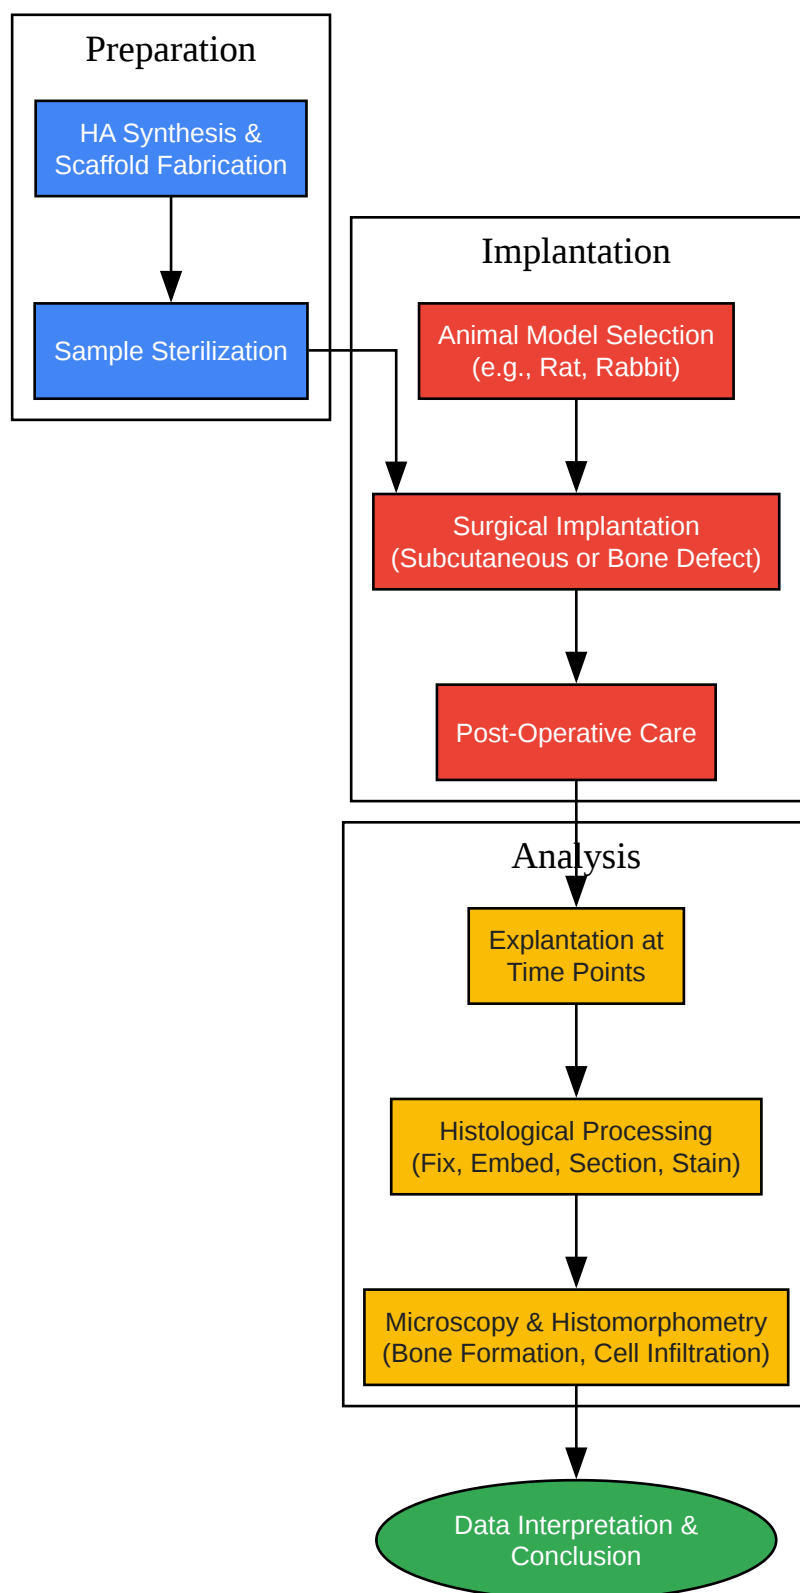 Preparation
HA Synthesis &
Scaffold Fabrication
Sample Sterilization
Implantation
Animal Model Selection
(e.g., Rat, Rabbit)
Surgical Implantation
(Subcutaneous or Bone Defect)
Post-Operative Care
Analysis
Explantation at
Time Points
Histological Processing
(Fix, Embed, Section, Stain)
Microscopy & Histomorphometry
(Bone Formation, Cell Infiltration)
Data Interpretation &
Conclusion